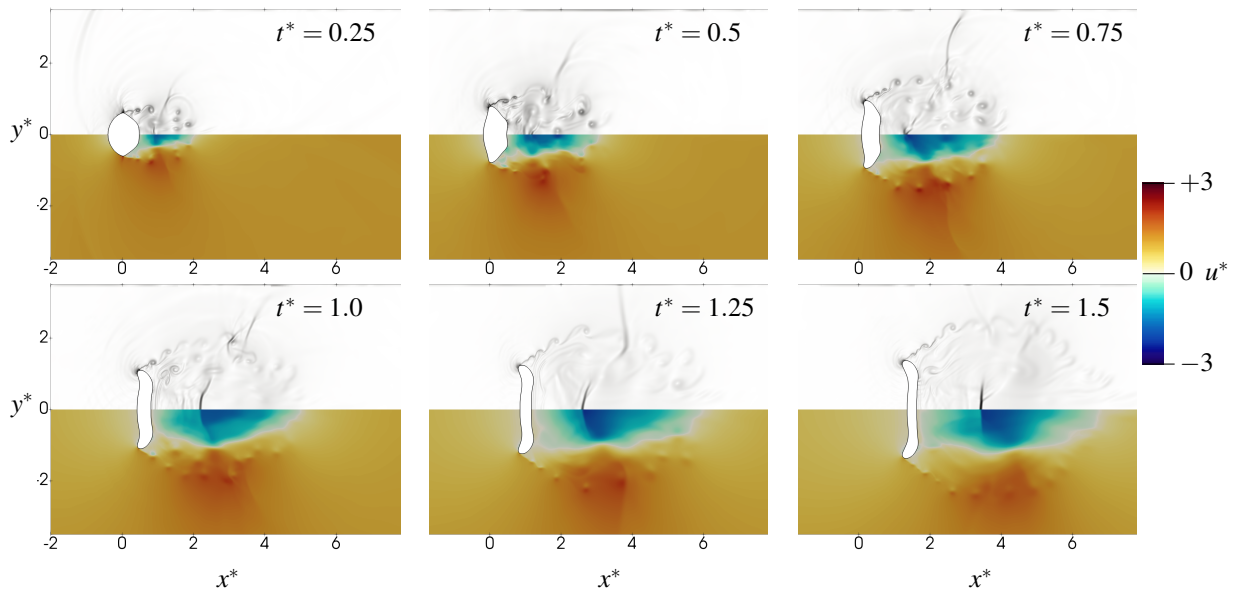 t* = 0.25
t* = 0.5
t* = 0.75
2
y* 0
-2
-2 0 2 4 6
0 2 4 6
0 2 4 6
+3
0 u*
−3
t* = 1.0
t* = 1.25
t* = 1.5
2
y* 0
-2
-2 0 2 4 6
0 2 4 6
0 2 4 6
x*
x*
x*